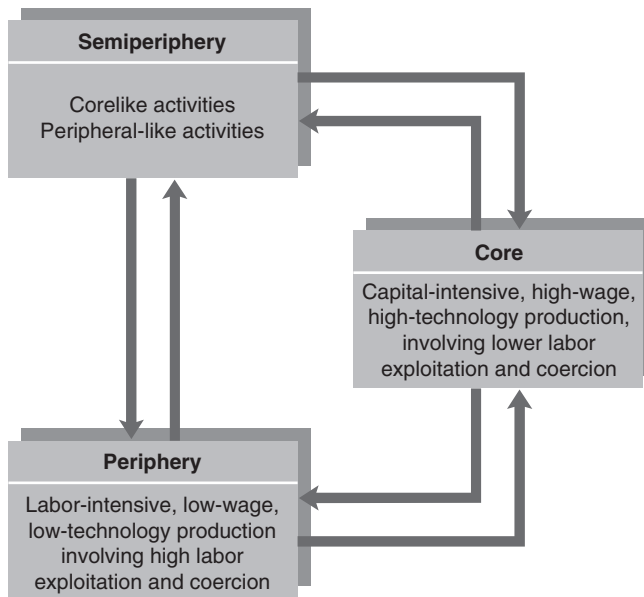 Semiperiphery
Corelike activities
Peripheral-like activities
Core
Capital-intensive, high-wage,
high-technology production,
involving lower labor
exploitation and coercion
Periphery
Labor-intensive, low-wage,
low-technology production
involving high labor
exploitation and coercion